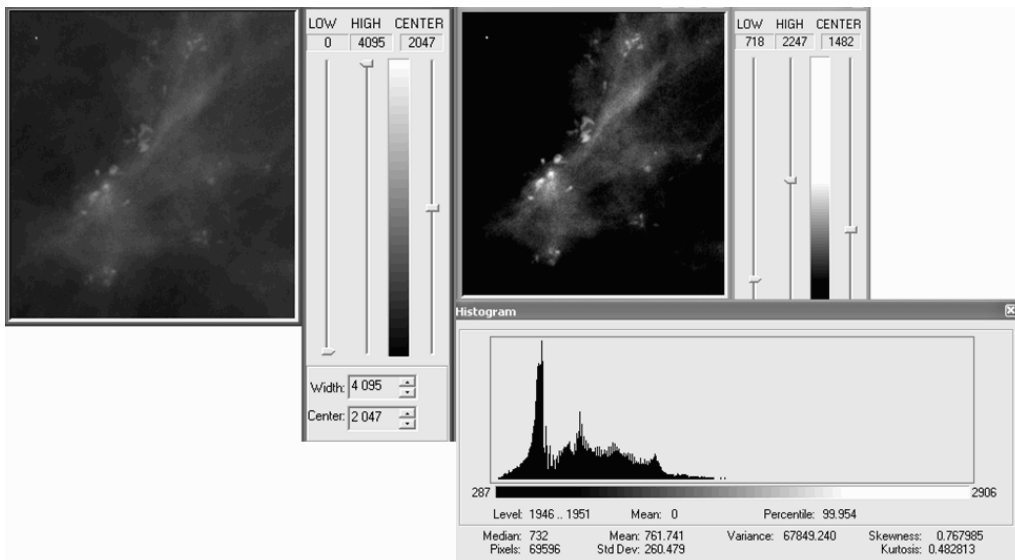 LOW HIGH CENTER
0 4095 2047
Width: 4 095
Center: 2 047
LOW HIGH CENTER
718 2247 1482
Histogram
287 2906
Level: 1946 .. 1951 Mean: 0 Percentile: 99.954
Median: 732 Mean: 761.741 Variance: 67849.240 Skewness: 0.767985
Pixels: 69596 Std Dev: 260.479 Kurtosis: 0.482813